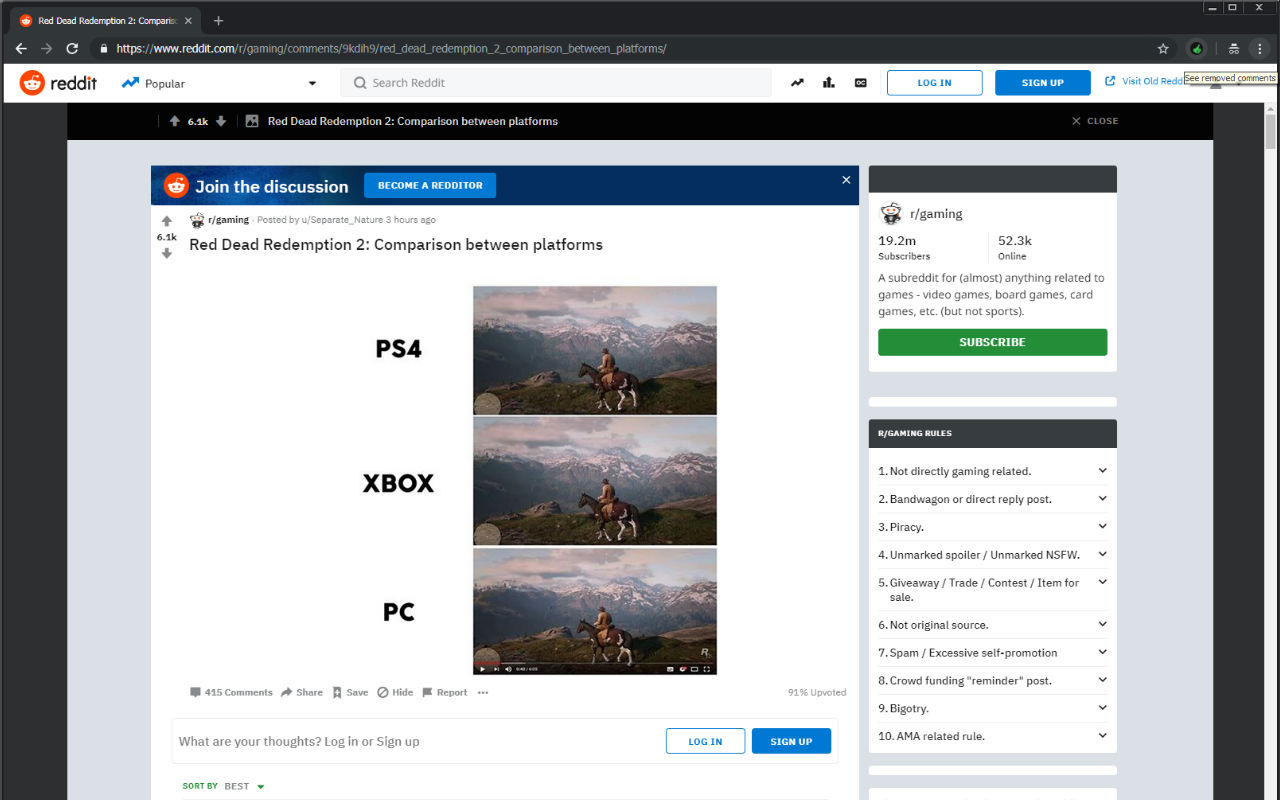 Red Dead Redemption 2: Comparis
https://www.reddit.com/r/gaming/comments/9kdih9/red_dead_redemption_2_comparison_between_platforms/
reddit
Popular
Search Reddit
LOG IN
SIGN UP
Visit Old Reddi
See removed comments
6.1k
Red Dead Redemption 2: Comparison between platforms
CLOSE
Join the discussion
BECOME A REDDITOR
r/gaming · Posted by u/Separate_Nature 3 hours ago
6.1k
Red Dead Redemption 2: Comparison between platforms
PS4
XBOX
PC
415 Comments
Share
Save
Hide
Report
91% Upvoted
What are your thoughts? Log in or Sign up
LOG IN
SIGN UP
SORT BY BEST
r/gaming
19.2m
Subscribers
52.3k
Online
A subreddit for (almost) anything related to
games - video games, board games, card
games, etc. (but not sports).
SUBSCRIBE
R/GAMING RULES
1. Not directly gaming related.
2. Bandwagon or direct reply post.
3. Piracy.
4. Unmarked spoiler / Unmarked NSFW.
5. Giveaway / Trade / Contest / Item for
sale.
6. Not original source.
7. Spam / Excessive self-promotion
8. Crowd funding "reminder" post.
9. Bigotry.
10. AMA related rule.